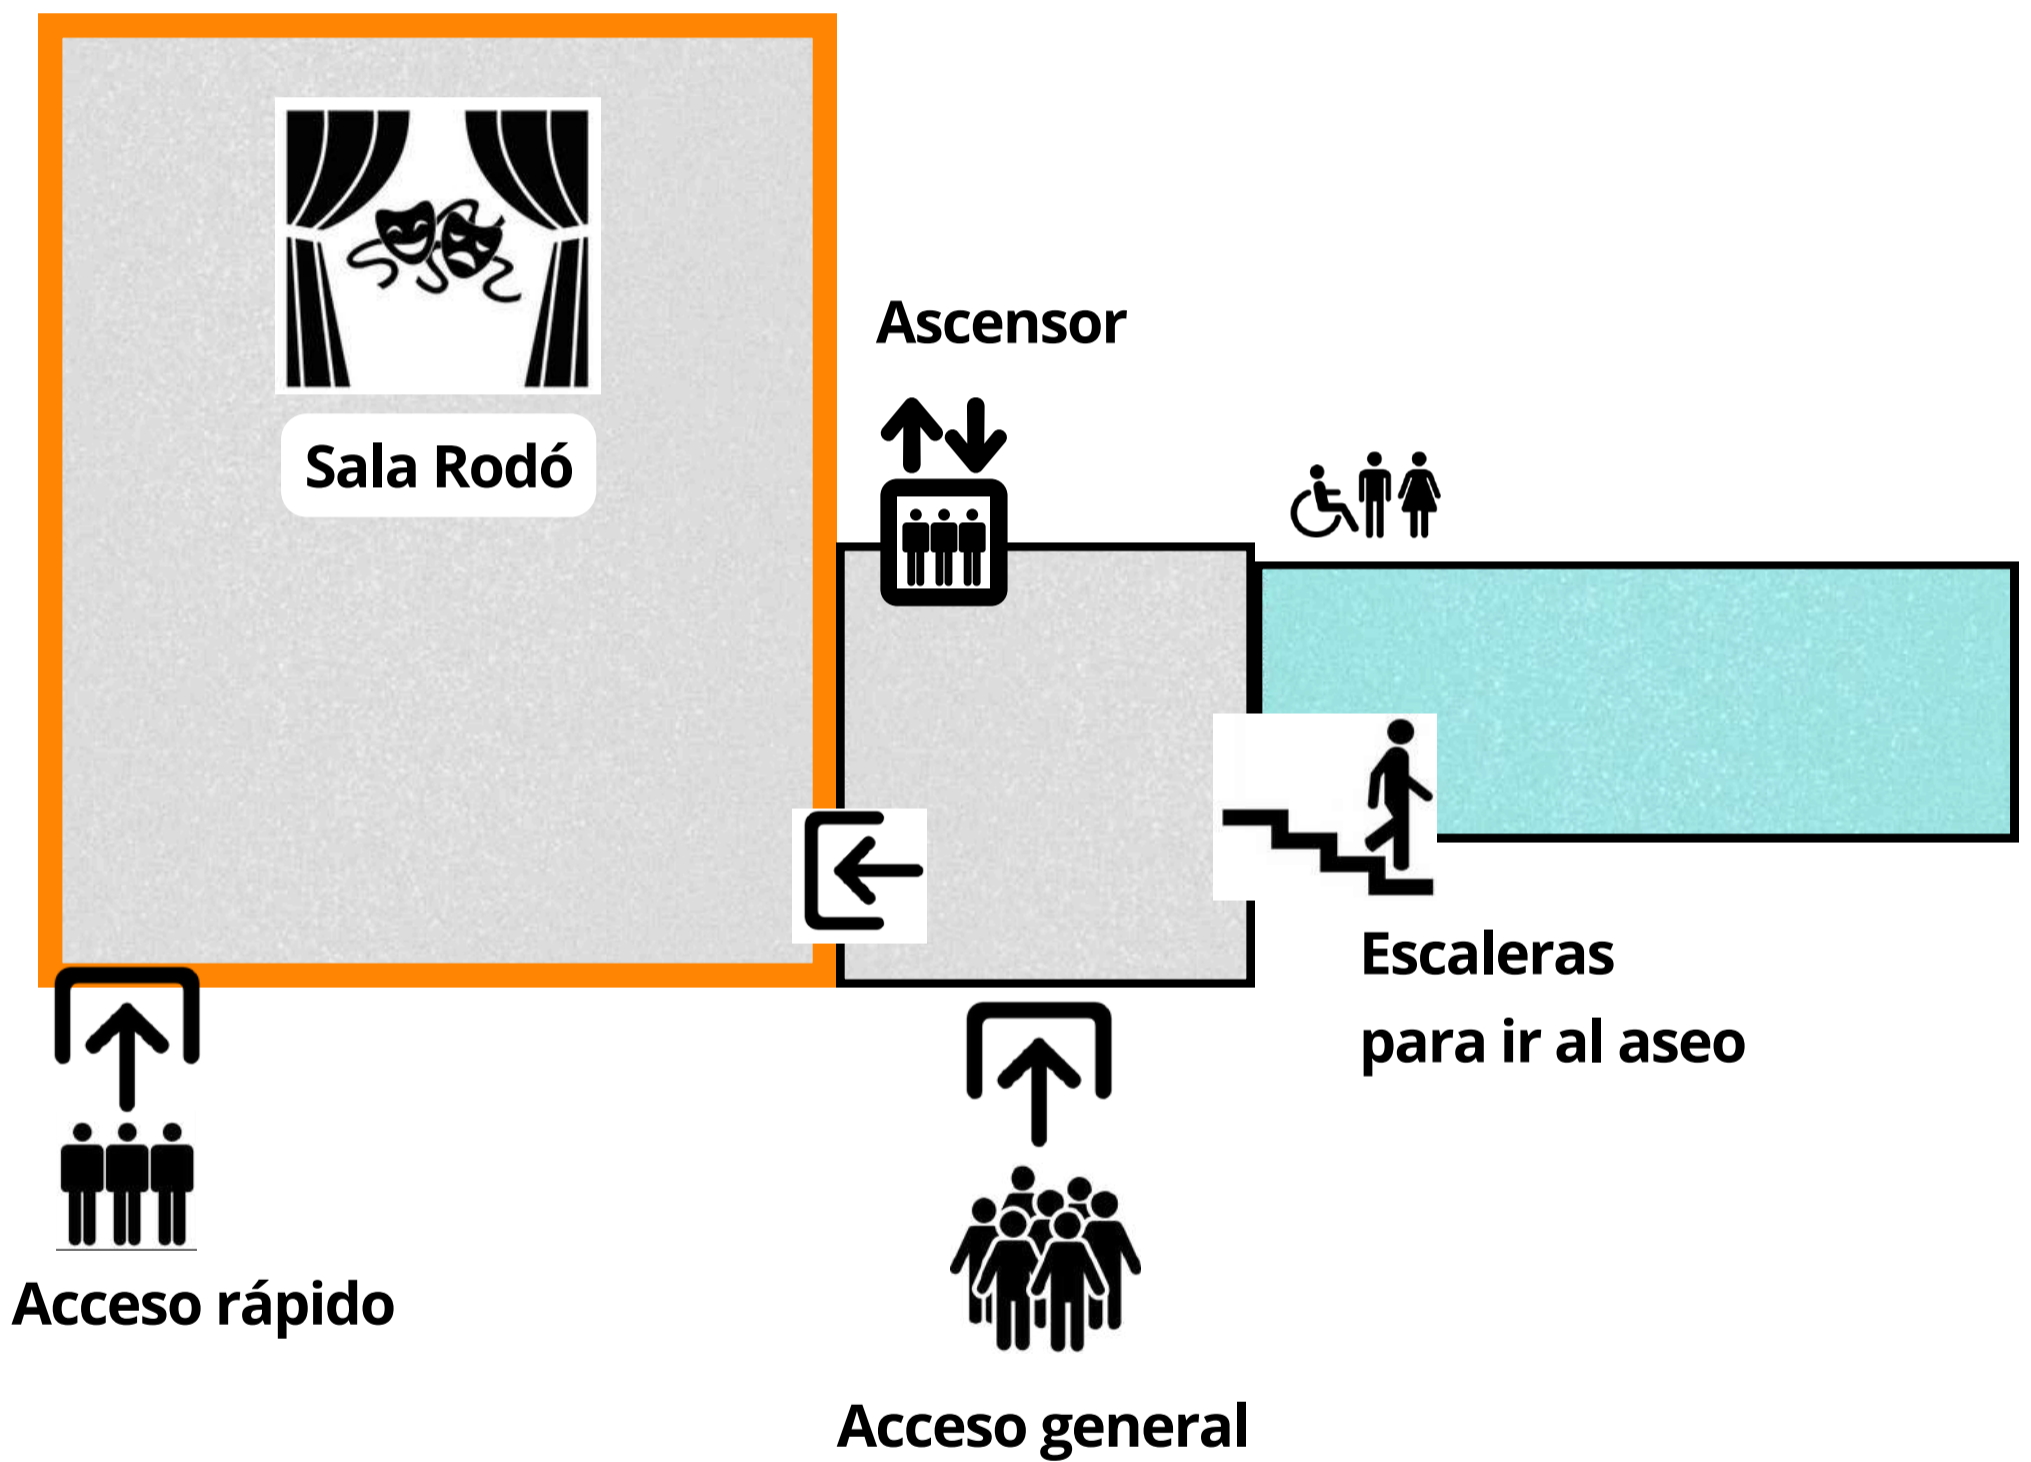 Sala Rodó
Ascensor
Escaleras
para ir al aseo
Acceso rápido
Acceso general